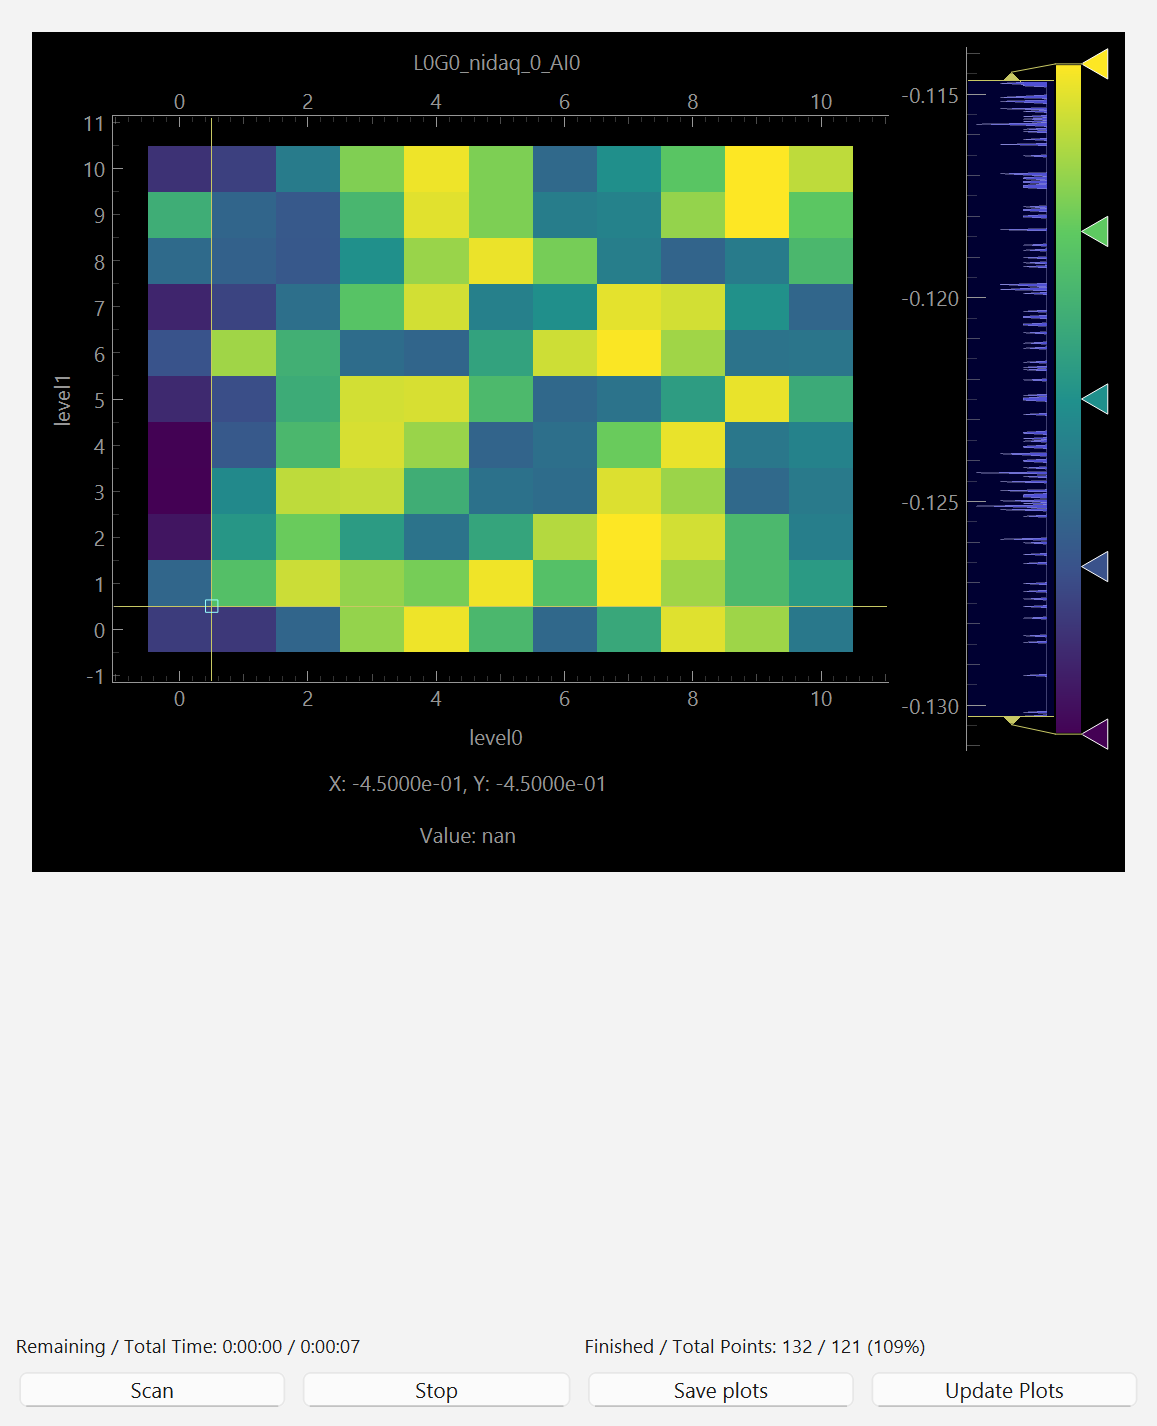 L0G0_nidaq_0_AI0
0 2 4 6 8 10
11
10
9
8
7
6
5
4
3
2
1
0
-1
level1
0 2 4 6 8 10
level0
X: -4.5000e-01, Y: -4.5000e-01
Value: nan
-0.115
-0.120
-0.125
-0.130
Remaining / Total Time: 0:00:00 / 0:00:07
Finished / Total Points: 132 / 121 (109%)
Scan
Stop
Save plots
Update Plots